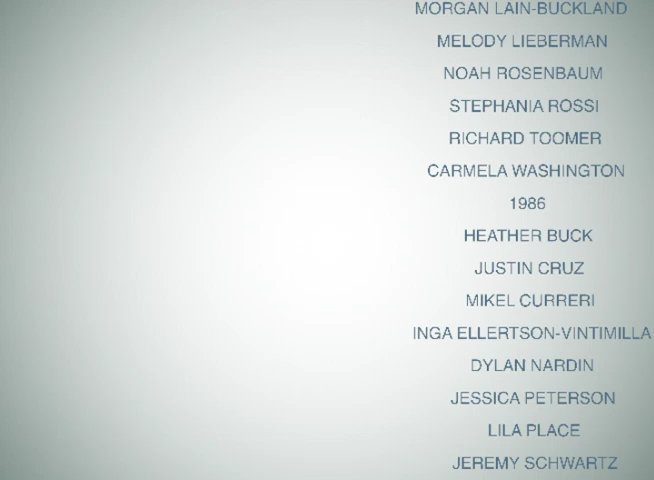 MORGAN LAIN-BUCKLAND
MELODY LIEBERMAN
NOAH ROSENBAUM
STEPHANIA ROSSI
RICHARD TOOMER
CARMELA WASHINGTON
1986
HEATHER BUCK
JUSTIN CRUZ
MIKEL CURRERI
INGA ELLERTSON-VINTIMILLA
DYLAN NARDIN
JESSICA PETERSON
LILA PLACE
JEREMY SCHWARTZ